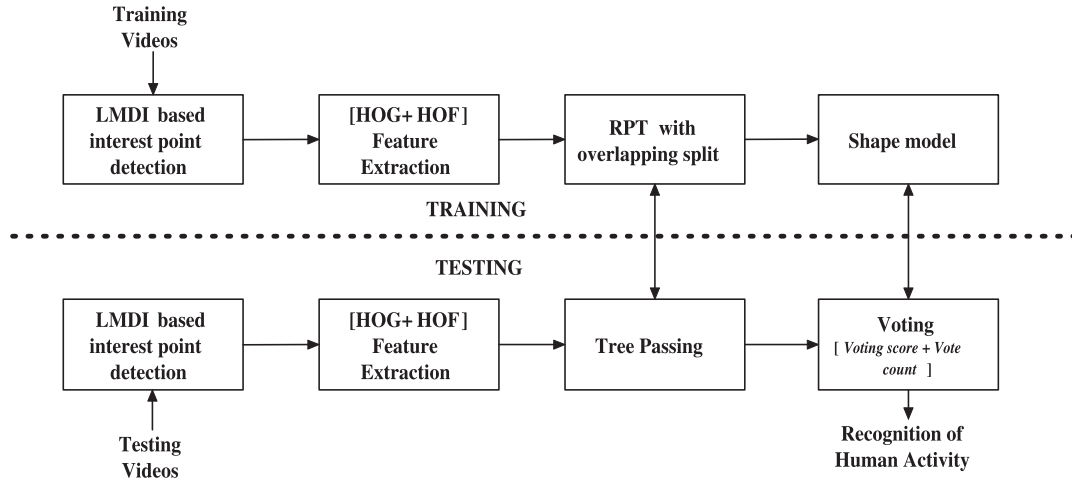 Training
Videos
LMDI based
interest point
detection
[HOG+ HOF]
Feature
Extraction
RPT with
overlapping split
Shape model
TRAINING
TESTING
LMDI based
interest point
detection
[HOG+ HOF]
Feature
Extraction
Tree Passing
Voting
[ Voting score + Vote
count ]
Testing
Videos
Recognition of
Human Activity